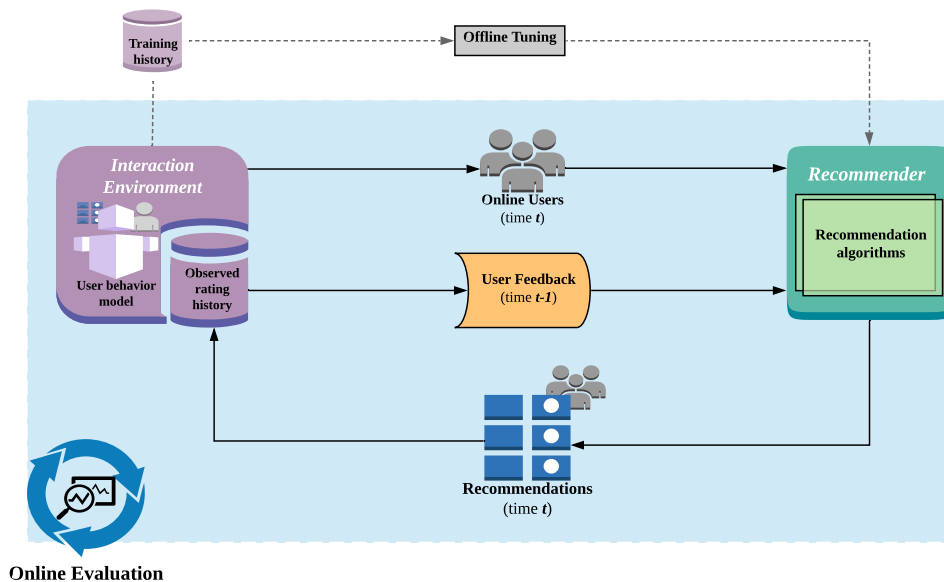 Training
history
Offline Tuning
Interaction
Environment
User behavior
model
Observed
rating
history
Online Users
(time t)
User Feedback
(time t-1)
Recommender
Recommendation
algorithms
Recommendations
(time t)
Online Evaluation